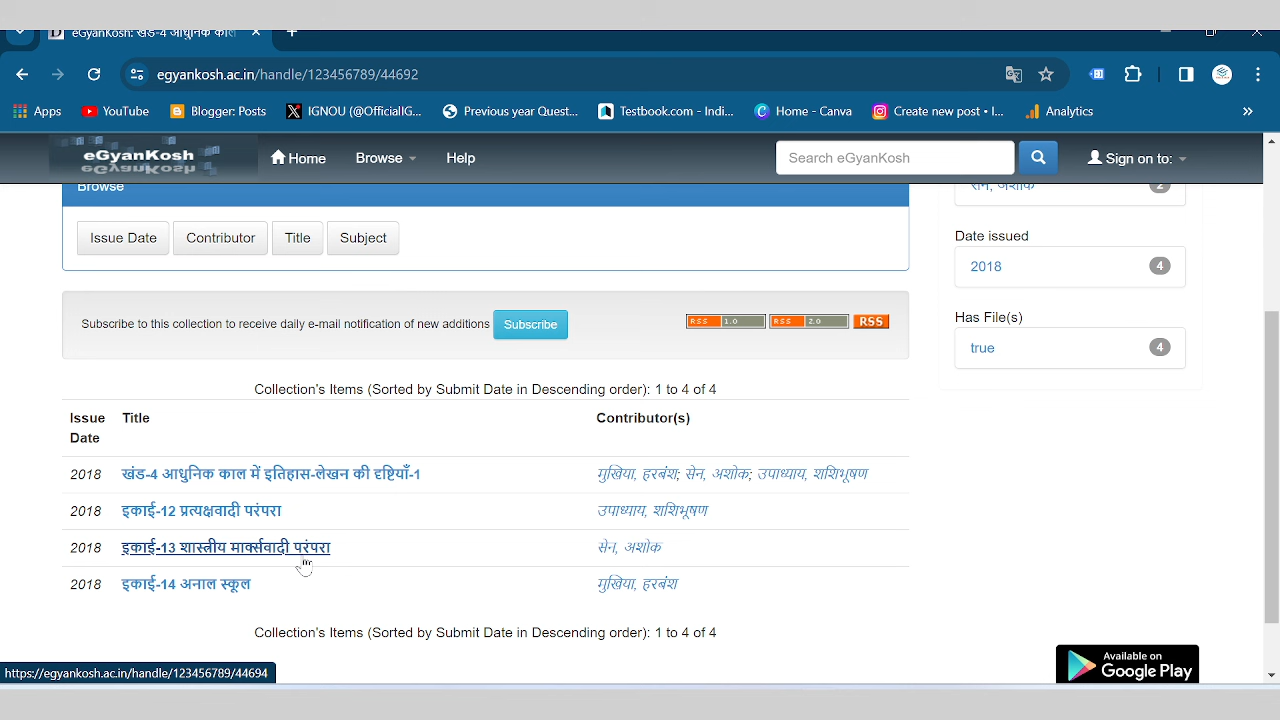 eGyanKosh: खंड-4 आधुनिक काल
egyankosh.ac.in/handle/123456789/44692
Apps YouTube Blogger: Posts IGNOU (@OfficialIG... Previous year Quest... Testbook.com - Indi... Home - Canva Create new post • I... Analytics »
eGyanKosh Home Browse Help Search eGyanKosh Sign on to:
Browse
सेन, अशोक 2
Issue Date Contributor Title Subject
Date issued
2018 4
Subscribe to this collection to receive daily e-mail notification of new additions Subscribe RSS 1.0 RSS 2.0 RSS
Has File(s)
true 4
Collection's Items (Sorted by Submit Date in Descending order): 1 to 4 of 4
Issue Date Title Contributor(s)
2018 खंड-4 आधुनिक काल में इतिहास-लेखन की दृष्टियाँ-1 मुखिया, हरबंश; सेन, अशोक; उपाध्याय, शशिभूषण
2018 इकाई-12 प्रत्यक्षवादी परंपरा उपाध्याय, शशिभूषण
2018 इकाई-13 शास्त्रीय मार्क्सवादी परंपरा सेन, अशोक
2018 इकाई-14 अनाल स्कूल मुखिया, हरबंश
Collection's Items (Sorted by Submit Date in Descending order): 1 to 4 of 4
Available on
Google Play
https://egyankosh.ac.in/handle/123456789/44694